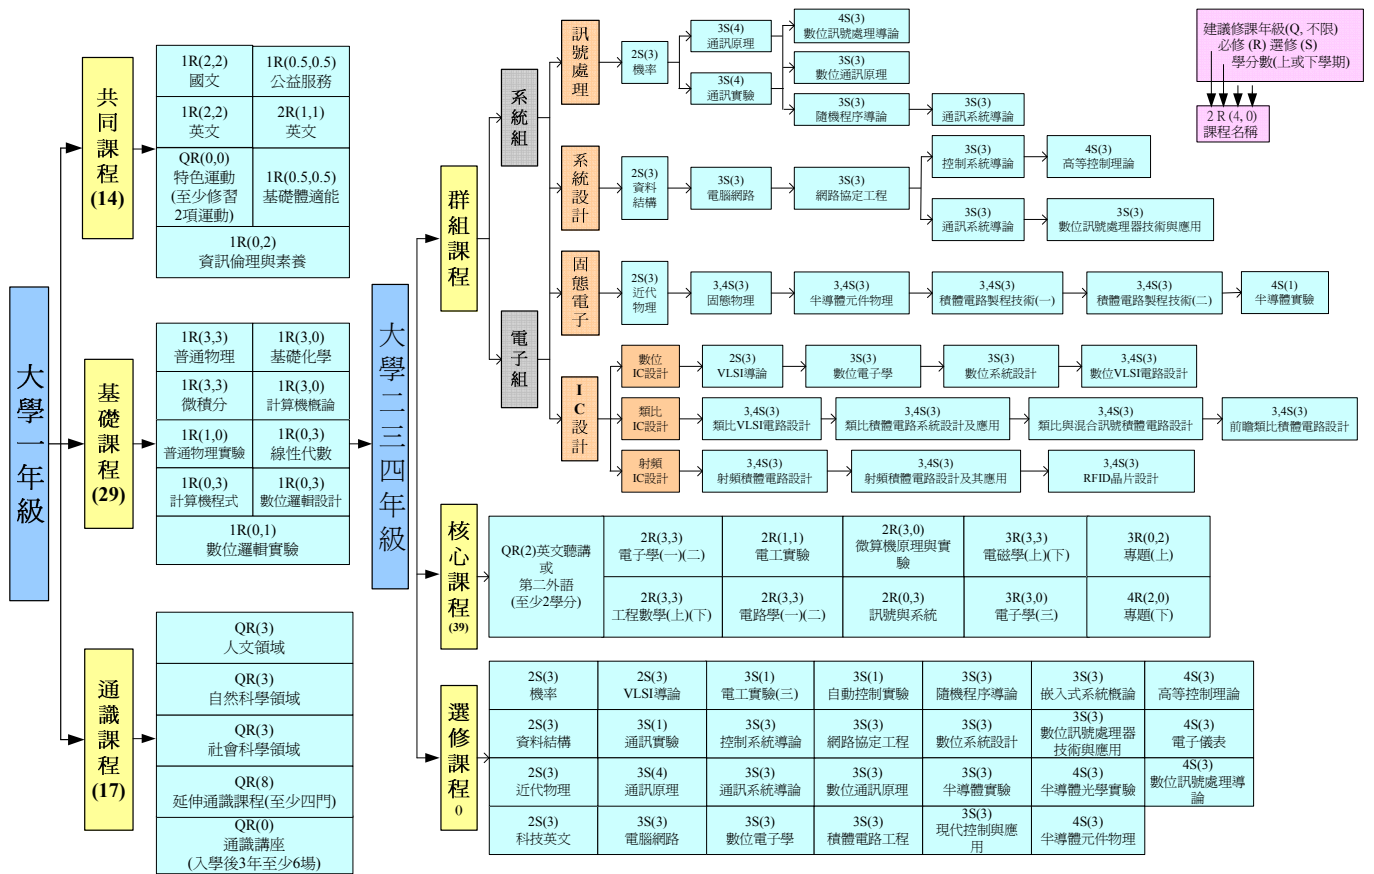 大學一年級
共同課程
(14)
1R(2,2)
國文
1R(0.5,0.5)
公益服務
1R(2,2)
英文
2R(1,1)
英文
QR(0,0)
特色運動
(至少修習
2項運動)
1R(0.5,0.5)
基礎體適能
1R(0,2)
資訊倫理與素養
基礎課程
(29)
1R(3,3)
普通物理
1R(3,0)
基礎化學
1R(3,3)
微積分
1R(3,0)
計算機概論
1R(1,0)
普通物理實驗
1R(0,3)
線性代數
1R(0,3)
計算機程式
1R(0,3)
數位邏輯設計
1R(0,1)
數位邏輯實驗
通識課程
(17)
QR(3)
人文領域
QR(3)
自然科學領域
QR(3)
社會科學領域
QR(8)
延伸通識課程(至少四門)
QR(0)
通識講座
(入學後3年至少6場)
大學二三四年級
群組課程
系統組
電子組
訊號處理
2S(3)
機率
3S(4)
通訊原理
3S(4)
通訊實驗
4S(3)
數位訊號處理導論
3S(3)
數位通訊原理
3S(3)
隨機程序導論
3S(3)
通訊系統導論
系統設計
2S(3)
資料
結構
3S(3)
電腦網路
3S(3)
網路協定工程
3S(3)
控制系統導論
4S(3)
高等控制理論
3S(3)
通訊系統導論
3S(3)
數位訊號處理器技術與應用
固態電子
2S(3)
近代
物理
3,4S(3)
固態物理
3,4S(3)
半導體元件物理
3,4S(3)
積體電路製程技術(一)
3,4S(3)
積體電路製程技術(二)
4S(1)
半導體實驗
IC設計
數位
IC設計
2S(3)
VLSI導論
3S(3)
數位電子學
3S(3)
數位系統設計
3,4S(3)
數位VLSI電路設計
類比
IC設計
3,4S(3)
類比VLSI電路設計
3,4S(3)
類比積體電路系統設計及應用
3,4S(3)
類比與混合訊號積體電路設計
3,4S(3)
前瞻類比積體電路設計
射頻
IC設計
3,4S(3)
射頻積體電路設計
3,4S(3)
射頻積體電路設計及其應用
3,4S(3)
RFID晶片設計
核心課程
(39)
QR(2)英文聽講
或
第二外語
(至少2學分)
2R(3,3)
電子學(一)(二)
2R(1,1)
電工實驗
2R(3,0)
微算機原理與實
驗
3R(3,3)
電磁學(上)(下)
3R(0,2)
專題(上)
2R(3,3)
工程數學(上)(下)
2R(3,3)
電路學(一)(二)
2R(0,3)
訊號與系統
3R(3,0)
電子學(三)
4R(2,0)
專題(下)
選修課程
0
2S(3)
機率
2S(3)
VLSI導論
3S(1)
電工實驗(三)
3S(1)
自動控制實驗
3S(3)
隨機程序導論
3S(3)
嵌入式系統概論
4S(3)
高等控制理論
2S(3)
資料結構
3S(1)
通訊實驗
3S(3)
控制系統導論
3S(3)
網路協定工程
3S(3)
數位系統設計
3S(3)
數位訊號處理器
技術與應用
4S(3)
電子儀表
2S(3)
近代物理
3S(4)
通訊原理
3S(3)
通訊系統導論
3S(3)
數位通訊原理
3S(3)
半導體實驗
4S(3)
半導體光學實驗
4S(3)
數位訊號處理導
論
2S(3)
科技英文
3S(3)
電腦網路
3S(3)
數位電子學
3S(3)
積體電路工程
3S(3)
現代控制與應
用
4S(3)
半導體元件物理
建議修課年級(Q, 不限)
必修 (R) 選修 (S)
學分數(上或下學期)
2 R (4, 0)
課程名稱